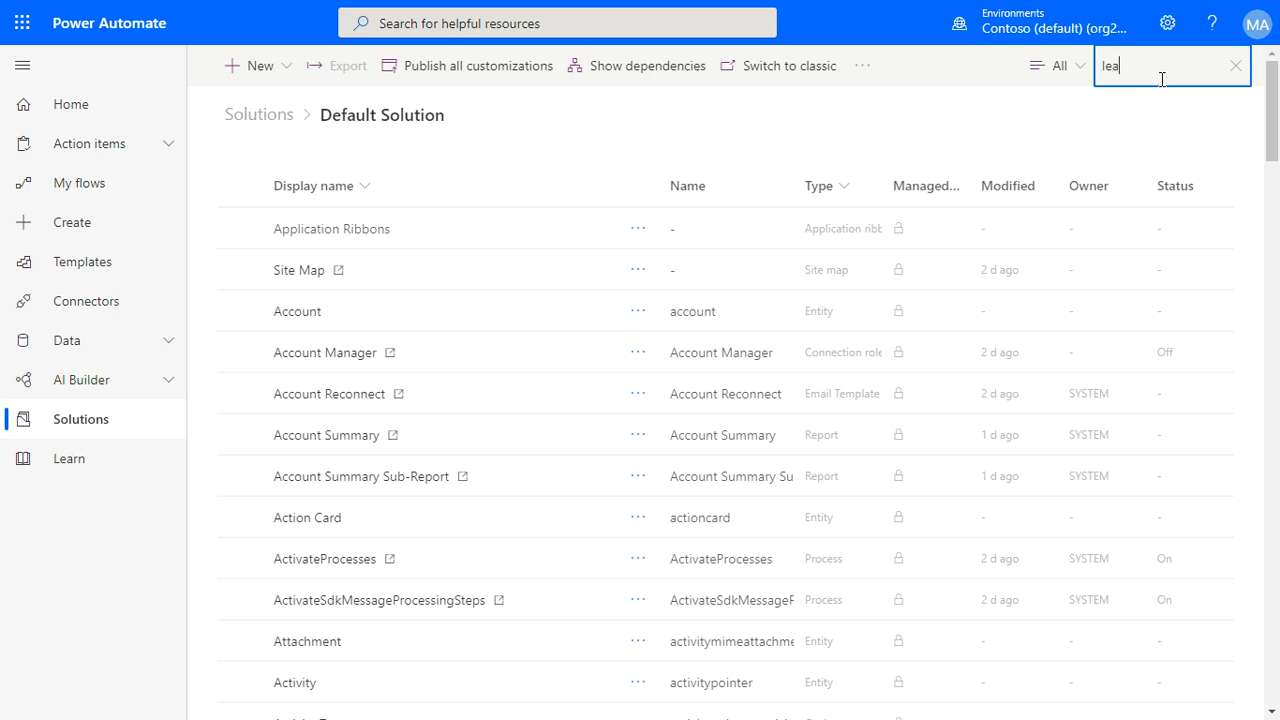 Power Automate
Search for helpful resources
Environments
Contoso (default) (org2...
MA
New
Export
Publish all customizations
Show dependencies
Switch to classic
All
lea
Home
Action items
My flows
Create
Templates
Connectors
Data
AI Builder
Solutions
Learn
Solutions > Default Solution
Display name Name Type Managed... Modified Owner Status
Application Ribbons ... - Application ribb - - -
Site Map ... - Site map 2 d ago - -
Account ... account Entity - - -
Account Manager ... Account Manager Connection role 2 d ago - Off
Account Reconnect ... Account Reconnect Email Template 2 d ago SYSTEM -
Account Summary ... Account Summary Report 1 d ago SYSTEM -
Account Summary Sub-Report ... Account Summary Su Report 1 d ago SYSTEM -
Action Card ... actioncard Entity - - -
ActivateProcesses ... ActivateProcesses Process 2 d ago SYSTEM On
ActivateSdkMessageProcessingSteps ... ActivateSdkMessageP Process 2 d ago SYSTEM On
Attachment ... activitymimeattachme Entity - - -
Activity ... activitypointer Entity - - -